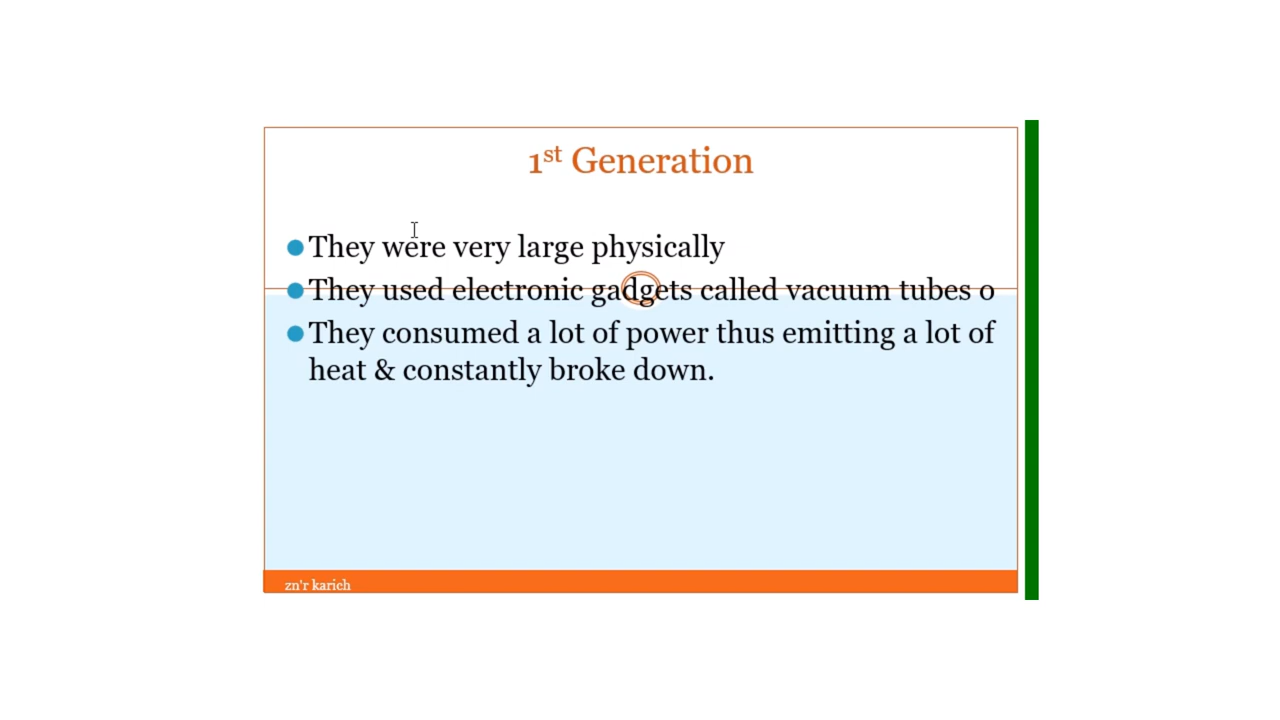 1st Generation
They were very large physically
They used electronic gadgets called vacuum tubes o
They consumed a lot of power thus emitting a lot of
heat & constantly broke down.
zn'r karich